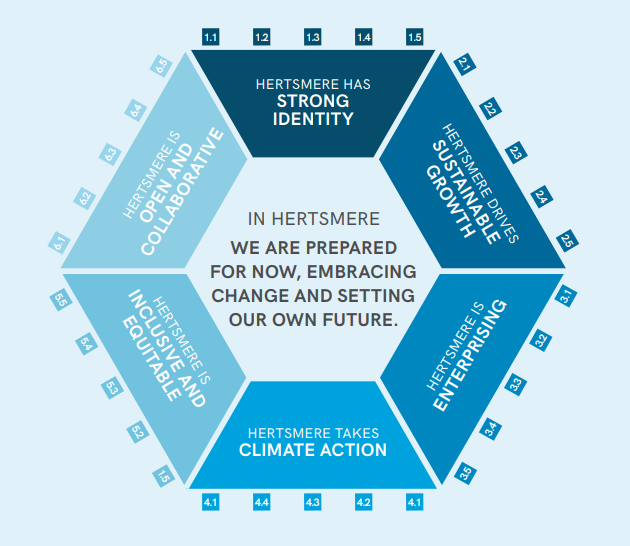 1.1 1.2 1.3 1.4 1.5
HERTSMERE HAS
STRONG
IDENTITY
2.1
2.2
2.3
2.4
2.5
HERTSMERE DRIVES
SUSTAINABLE
GROWTH
3.1
3.2
3.3
3.4
3.5
HERTSMERE IS
ENTERPRISING
HERTSMERE TAKES
CLIMATE ACTION
4.1 4.4 4.3 4.2 4.1
HERTSMERE IS
INCLUSIVE AND
EQUITABLE
5.5
5.4
5.3
5.2
1.5
HERTSMERE IS
OPEN AND
COLLABORATIVE
6.5
6.4
6.3
6.2
6.1
IN HERTSMERE
WE ARE PREPARED
FOR NOW, EMBRACING
CHANGE AND SETTING
OUR OWN FUTURE.